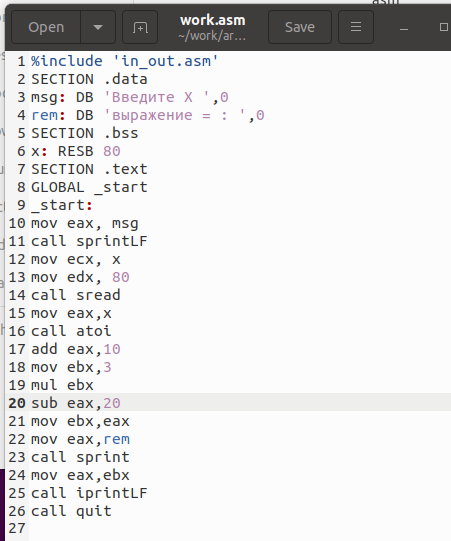 asm
Open
work.asm
~/work/ar...
Save
1 %include 'in_out.asm'
2 SECTION .data
3 msg: DB 'Введите X ',0
4 rem: DB 'выражение = : ',0
5 SECTION .bss
6 x: RESB 80
7 SECTION .text
8 GLOBAL _start
9 _start:
10 mov eax, msg
11 call sprintLF
12 mov ecx, x
13 mov edx, 80
14 call sread
15 mov eax,x
16 call atoi
17 add eax,10
18 mov ebx,3
19 mul ebx
20 sub eax,20
21 mov ebx,eax
22 mov eax,rem
23 call sprint
24 mov eax,ebx
25 call iprintLF
26 call quit
27